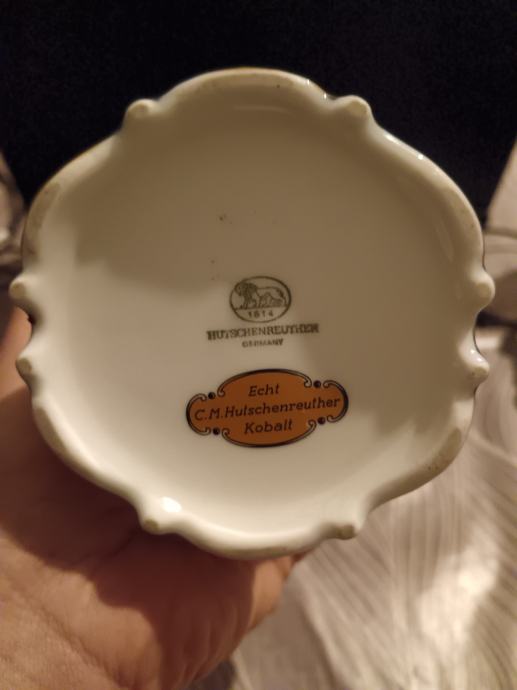 1814
HUTSCHENREUTHER
GERMANY
Echt
C.M.Hutschenreuther
Kobalt